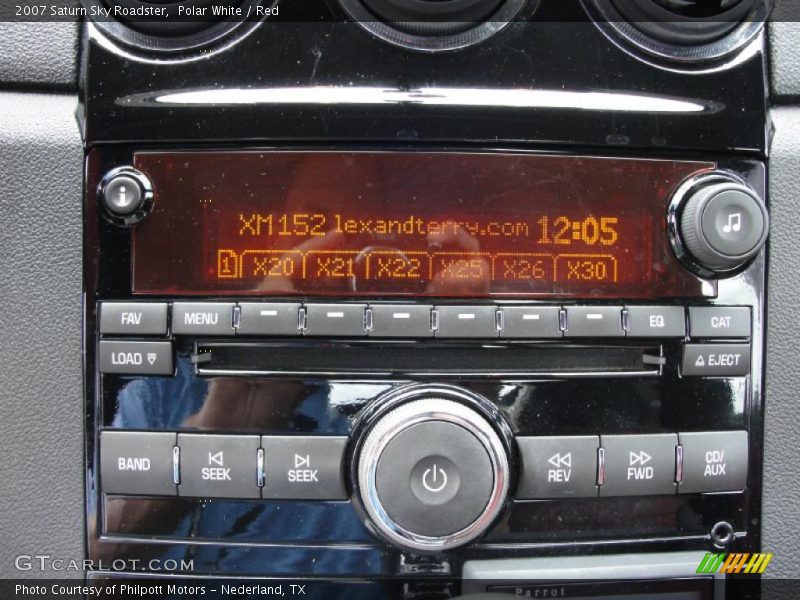 2007 Saturn Sky Roadster, Polar White / Red
i
XM152 lexandterry.com 12:05
1 X20 X21 X22 X25 X26 X30
FAV MENU EQ CAT
LOAD EJECT
BAND SEEK SEEK REV FWD CD/ AUX
GTCARLOT.COM
Parrot
Photo Courtesy of Philpott Motors - Nederland, TX